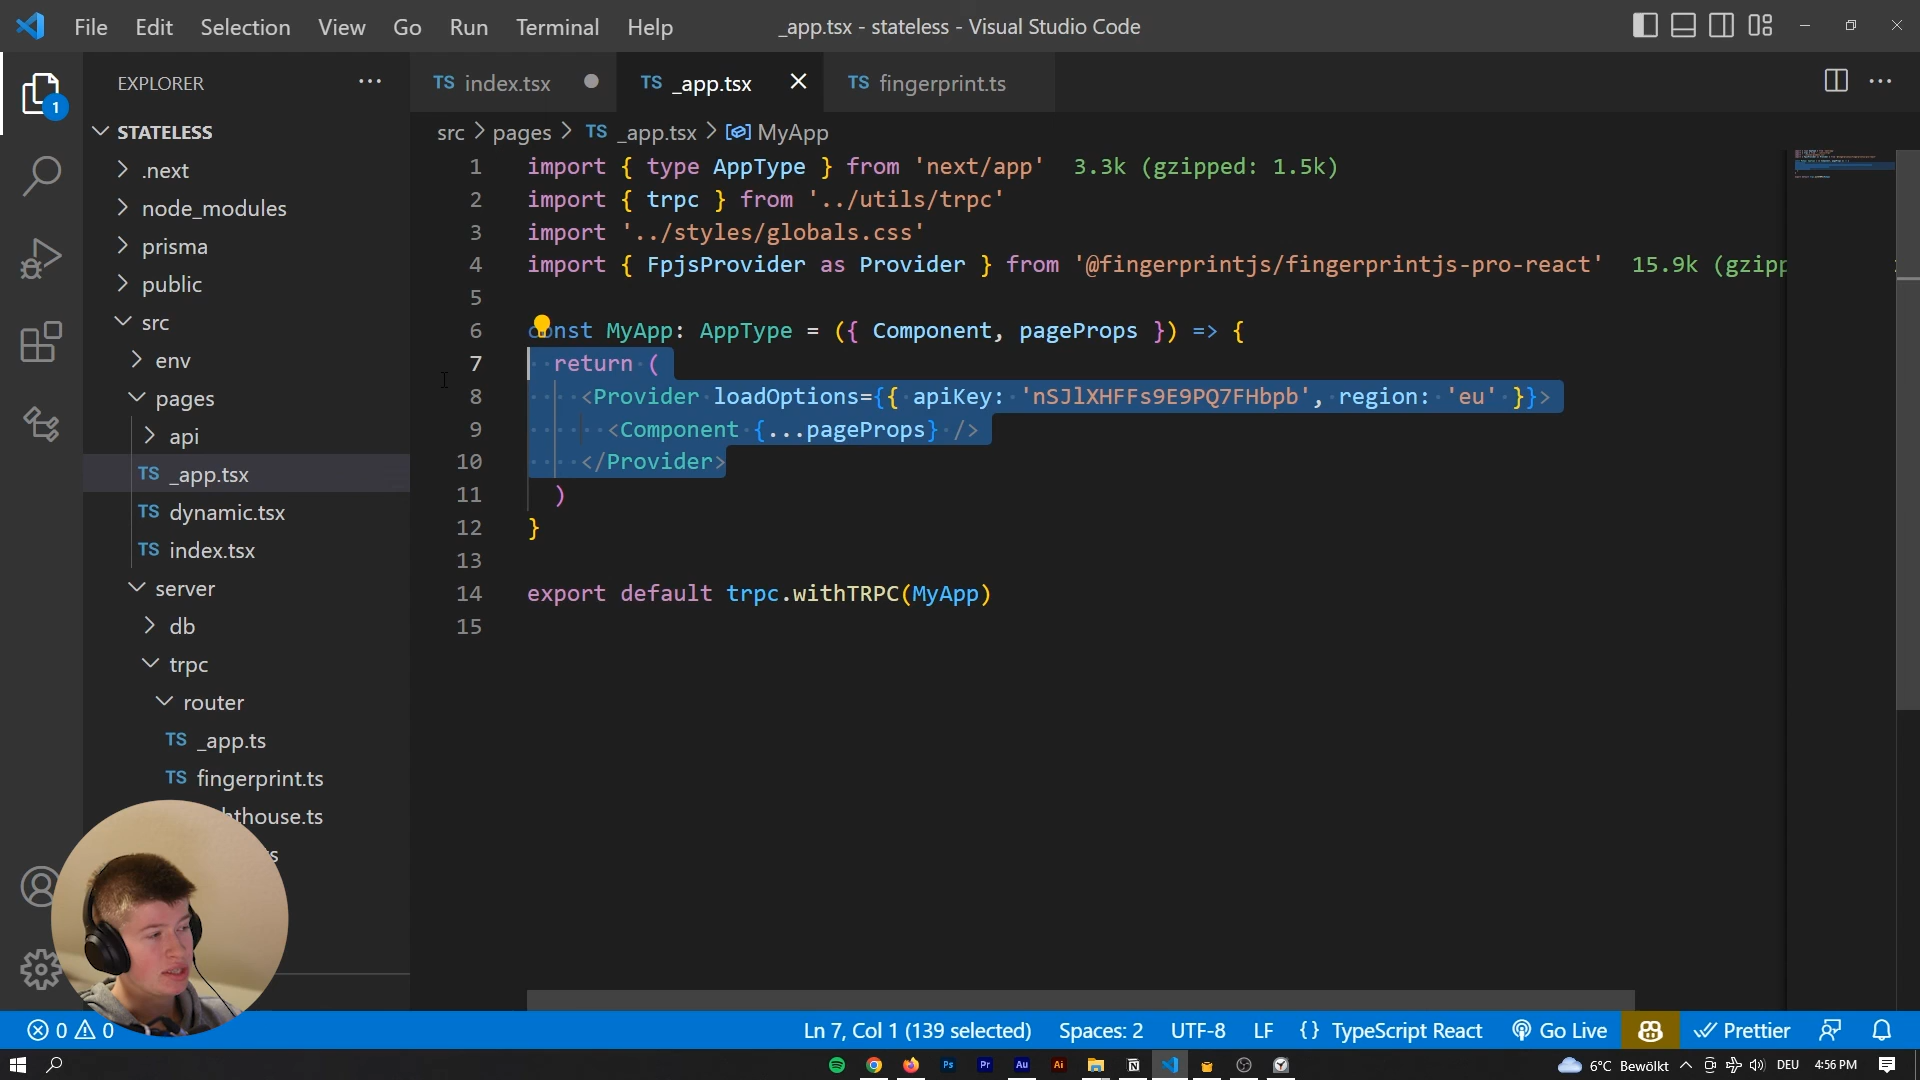 File Edit Selection View Go Run Terminal Help
_app.tsx - stateless - Visual Studio Code
EXPLORER
1
STATELESS
.next
node_modules
prisma
public
src
env
pages
api
TS _app.tsx
TS dynamic.tsx
TS index.tsx
server
db
trpc
router
TS _app.ts
TS fingerprint.ts
TS index.tsx
TS _app.tsx
TS fingerprint.ts
src > pages > TS _app.tsx > MyApp
1 import { type AppType } from 'next/app' 3.3k (gzipped: 1.5k)
2 import { trpc } from '../utils/trpc'
3 import '../styles/globals.css'
4 import { FpjsProvider as Provider } from '@fingerprintjs/fingerprintjs-pro-react' 15.9k (gzipp
5
6 const MyApp: AppType = ({ Component, pageProps }) => {
7 return (
8 <Provider loadOptions={{ apiKey: 'nSJlXHFFs9E9PQ7FHbpb', region: 'eu' }}>
9 <Component {...pageProps} />
10 </Provider>
11 )
12 }
13
14 export default trpc.withTRPC(MyApp)
15
0 0
Ln 7, Col 1 (139 selected) Spaces: 2 UTF-8 LF {} TypeScript React Go Live Prettier
Ps Pr Au Ai N
6°C Bewölkt DEU 4:56 PM